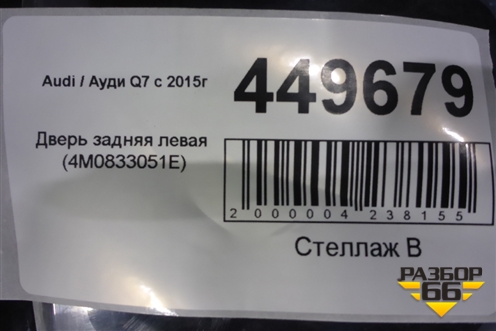 Audi / Ауди Q7 с 2015г
449679
Дверь задняя левая
(4M0833051E)
2 000004 238155
Стеллаж В
РАЗБОР
66